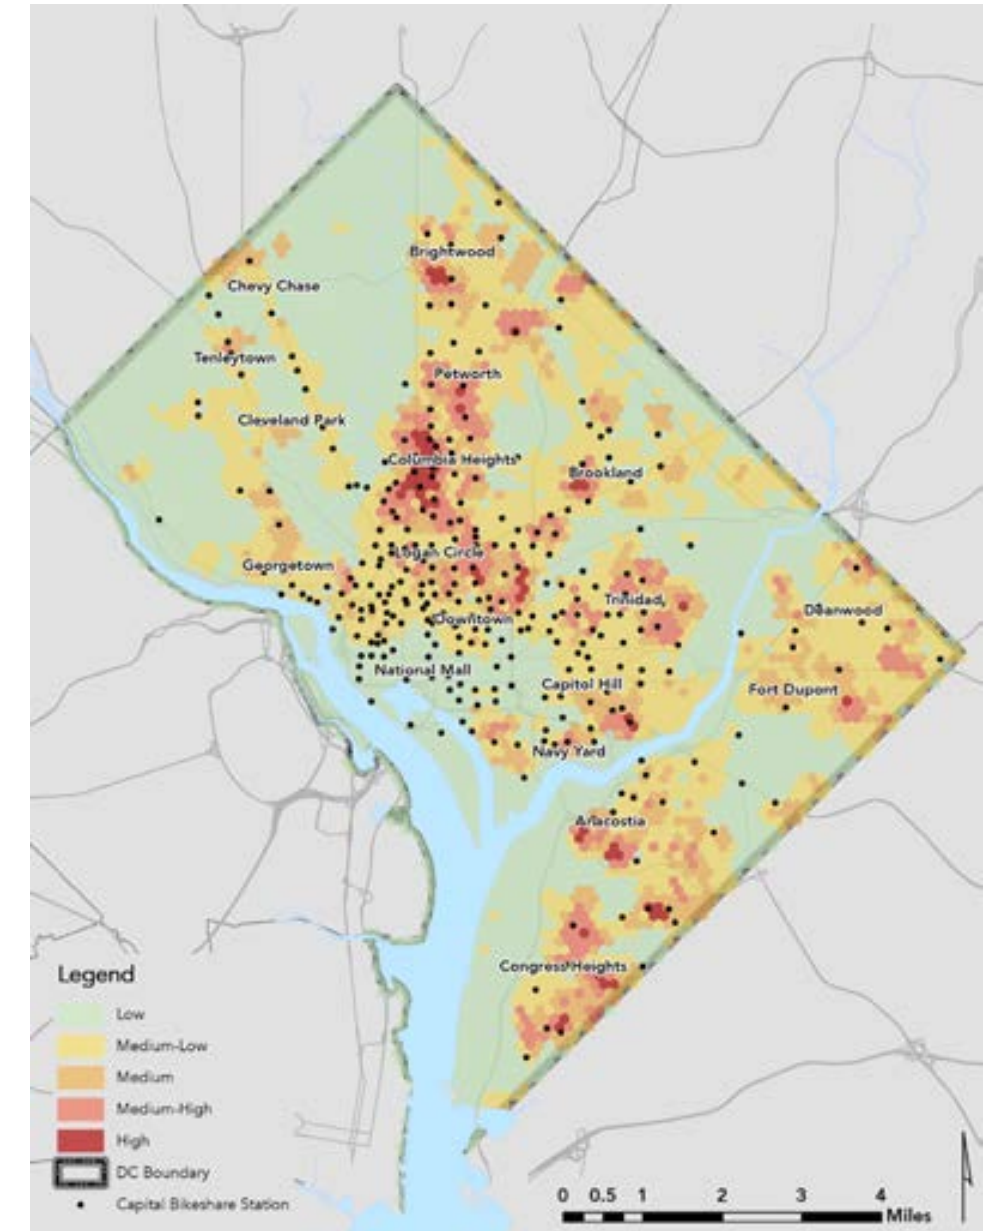 Brightwood
Chevy Chase
Tenleytown
Petworth
Cleveland Park
Columbia Heights
Brookland
Logan Circle
Georgetown
Trinidad
Deanwood
Downtown
National Mall
Capitol Hill
Fort Dupont
Navy Yard
Anacostia
Congress Heights
Legend
Low
Medium-Low
Medium
Medium-High
High
DC Boundary
Capital Bikeshare Station
0 0.5 1 2 3 4
Miles